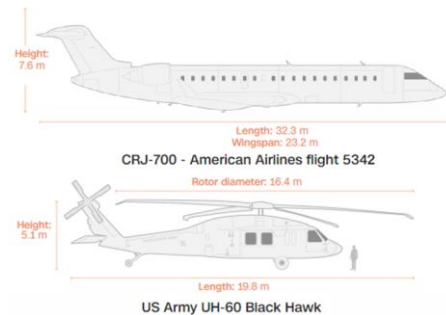 Height:
7.6 m
Length: 32.3 m
Wingspan: 23.2 m
CRJ-700 - American Airlines flight 5342
Rotor diameter: 16.4 m
Height:
5.1 m
Length: 19.8 m
US Army UH-60 Black Hawk